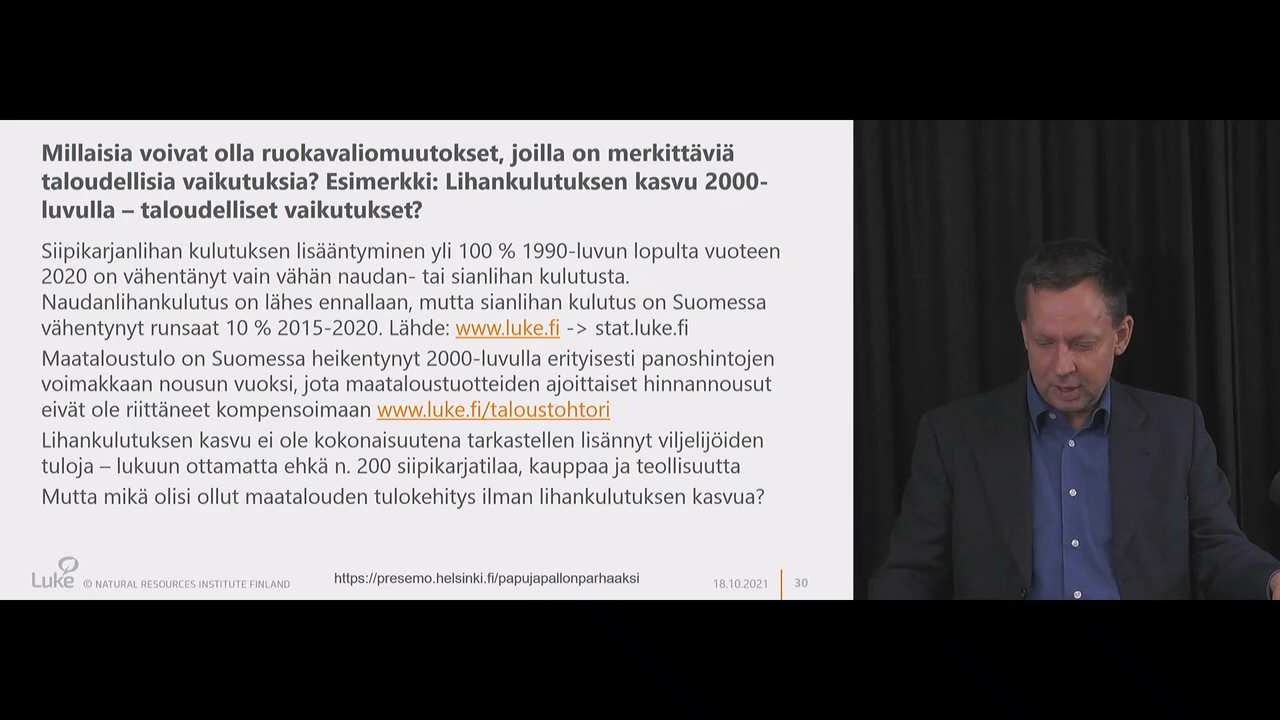 Millaisia voivat olla ruokavaliomuutokset, joilla on merkittäviä
taloudellisia vaikutuksia? Esimerkki: Lihankulutuksen kasvu 2000-
luvulla – taloudelliset vaikutukset?
Siipikarjanlihan kulutuksen lisääntyminen yli 100 % 1990-luvun lopulta vuoteen
2020 on vähentänyt vain vähän naudan- tai sianlihan kulutusta.
Naudanlihankulutus on lähes ennallaan, mutta sianlihan kulutus on Suomessa
vähentynyt runsaat 10 % 2015-2020. Lähde: www.luke.fi -> stat.luke.fi
Maataloustulo on Suomessa heikentynyt 2000-luvulla erityisesti panoshintojen
voimakkaan nousun vuoksi, jota maataloustuotteiden ajoittaiset hinnannousut
eivät ole riittäneet kompensoimaan www.luke.fi/taloustohtori
Lihankulutuksen kasvu ei ole kokonaisuutena tarkastellen lisännyt viljelijöiden
tuloja – lukuun ottamatta ehkä n. 200 siipikarjatilaa, kauppaa ja teollisuutta
Mutta mikä olisi ollut maatalouden tulokehitys ilman lihankulutuksen kasvua?
Luke © NATURAL RESOURCES INSTITUTE FINLAND https://presemo.helsinki.fi/papujapallonparhaaksi 18.10.2021 30